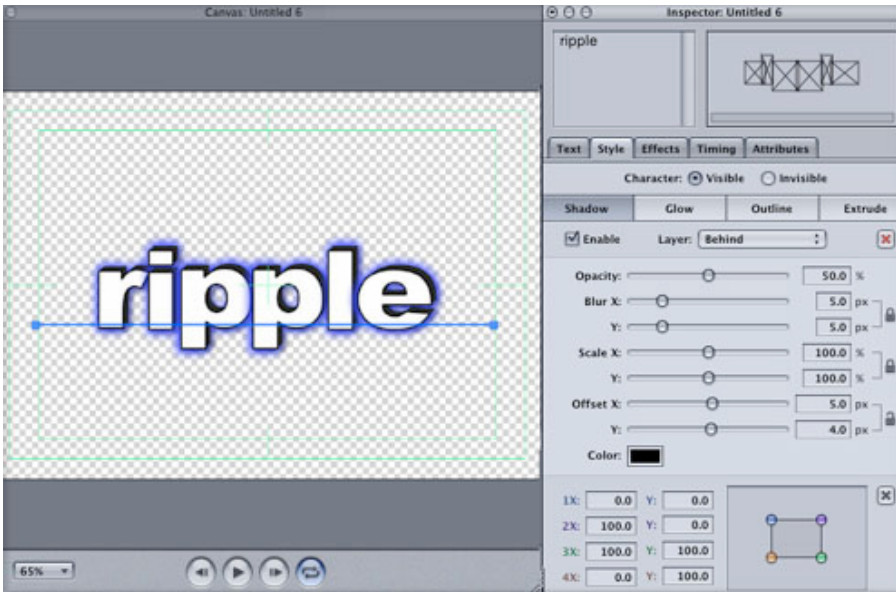 Canvas: Untitled 6
ripple
65%
Inspector: Untitled 6
ripple
Text Style Effects Timing Attributes
Character: Visible Invisible
Shadow Glow Outline Extrude
Enable Layer: Behind
Opacity: 50.0 %
Blur X: 5.0 px
Y: 5.0 px
Scale X: 100.0 %
Y: 100.0 %
Offset X: 5.0 px
Y: 4.0 px
Color:
1X: 0.0 Y: 0.0
2X: 100.0 Y: 0.0
3X: 100.0 Y: 100.0
4X: 0.0 Y: 100.0